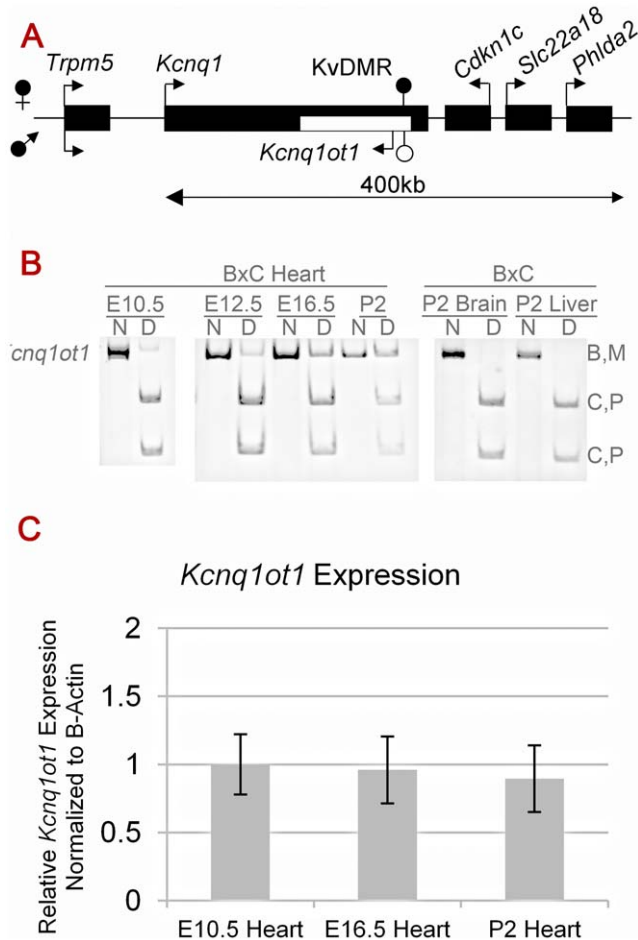 A
Trpm5 Kcnq1 KvDMR Cdkn1c Slc22a18 Phlda2
Kcnq1ot1
400kb
B
BxC Heart BxC
E10.5 E12.5 E16.5 P2 P2 Brain P2 Liver
N D N D N D N D N D N D
cnq1ot1 B,M
C,P
C,P
C
Kcnq1ot1 Expression
Relative Kcnq1ot1 Expression
Normalized to B-Actin
2
1.5
1
0.5
0
E10.5 Heart E16.5 Heart P2 Heart